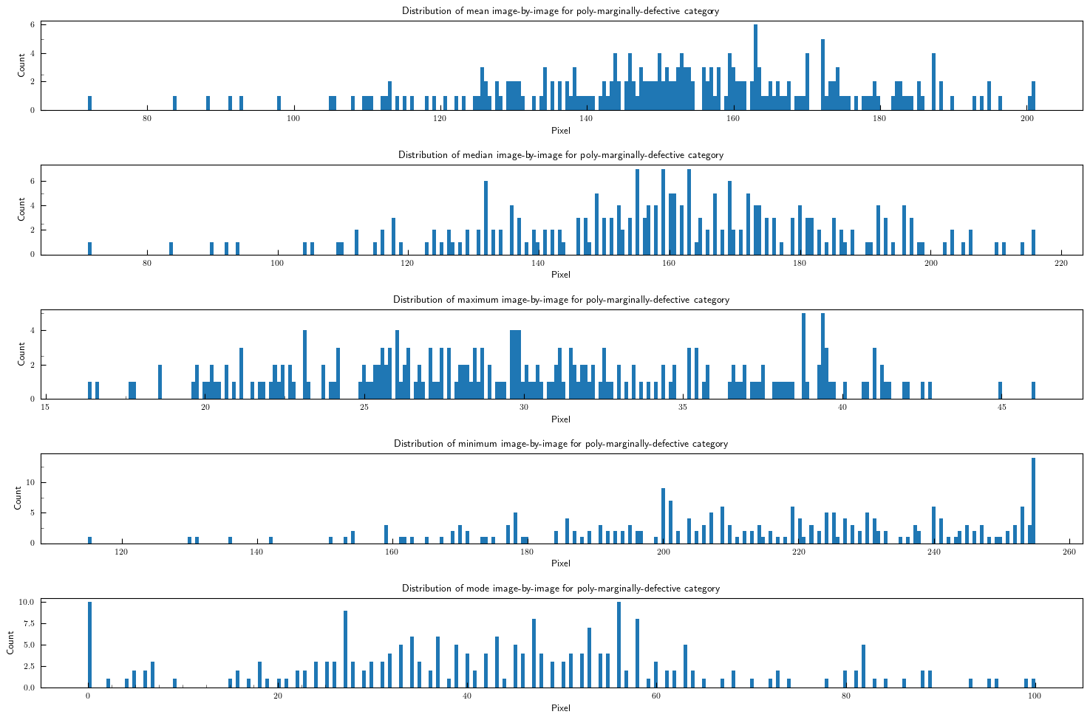 Distribution of mean image-by-image for poly-marginally-defective category
6
4
2
0
Count
80 100 120 140 160 180 200
Pixel
Distribution of median image-by-image for poly-marginally-defective category
6
4
2
0
Count
80 100 120 140 160 180 200 220
Pixel
Distribution of maximum image-by-image for poly-marginally-defective category
4
2
0
Count
15 20 25 30 35 40 45
Pixel
Distribution of minimum image-by-image for poly-marginally-defective category
10
5
0
Count
120 140 160 180 200 220 240 260
Pixel
Distribution of mode image-by-image for poly-marginally-defective category
10.0
7.5
5.0
2.5
0.0
Count
0 20 40 60 80 100
Pixel